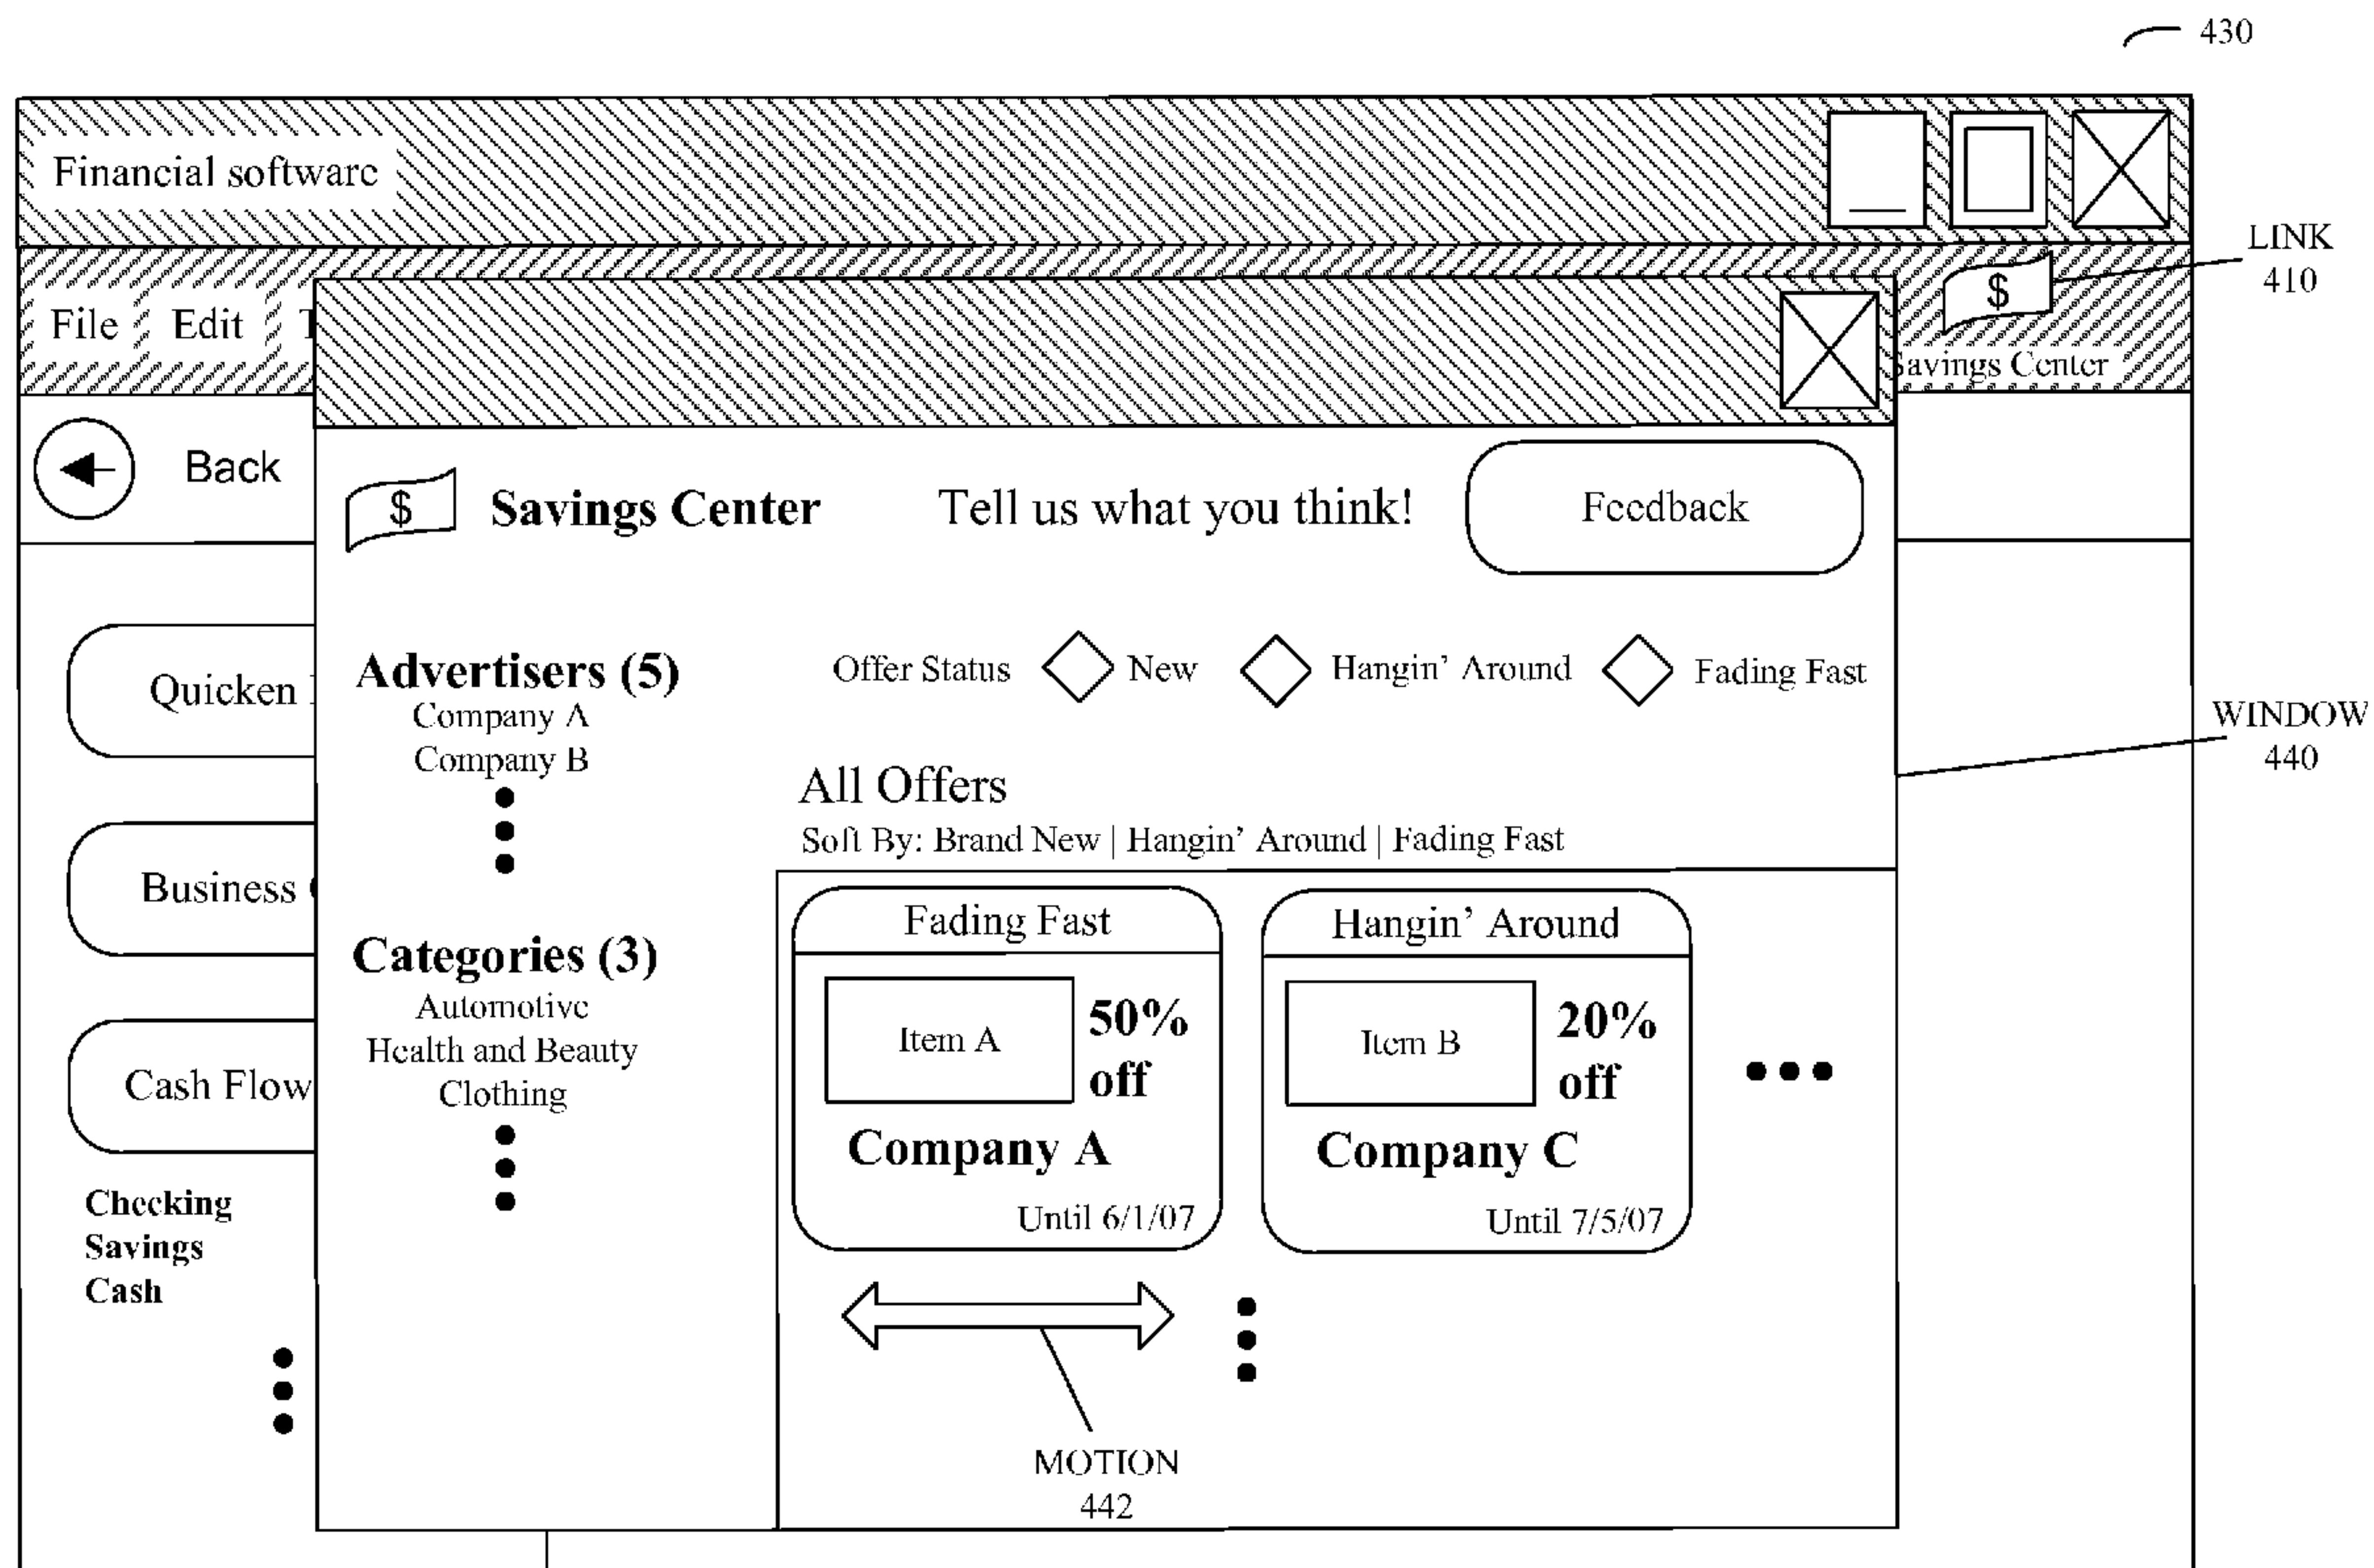 430
Financial software
LINK
410
$
File Edit
Savings Center
Back
$ Savings Center Tell us what you think! Feedback
Advertisers (5)
Company A
Company B
Offer Status New Hangin' Around Fading Fast
Quicken
WINDOW
440
All Offers
Soft By: Brand New | Hangin' Around | Fading Fast
Business
Categories (3)
Automotive
Health and Beauty
Clothing
Fading Fast
Item A
50%
off
Company A
Until 6/1/07
Hangin' Around
Item B
20%
off
Company C
Until 7/5/07
Cash Flow
Checking
Savings
Cash
MOTION
442